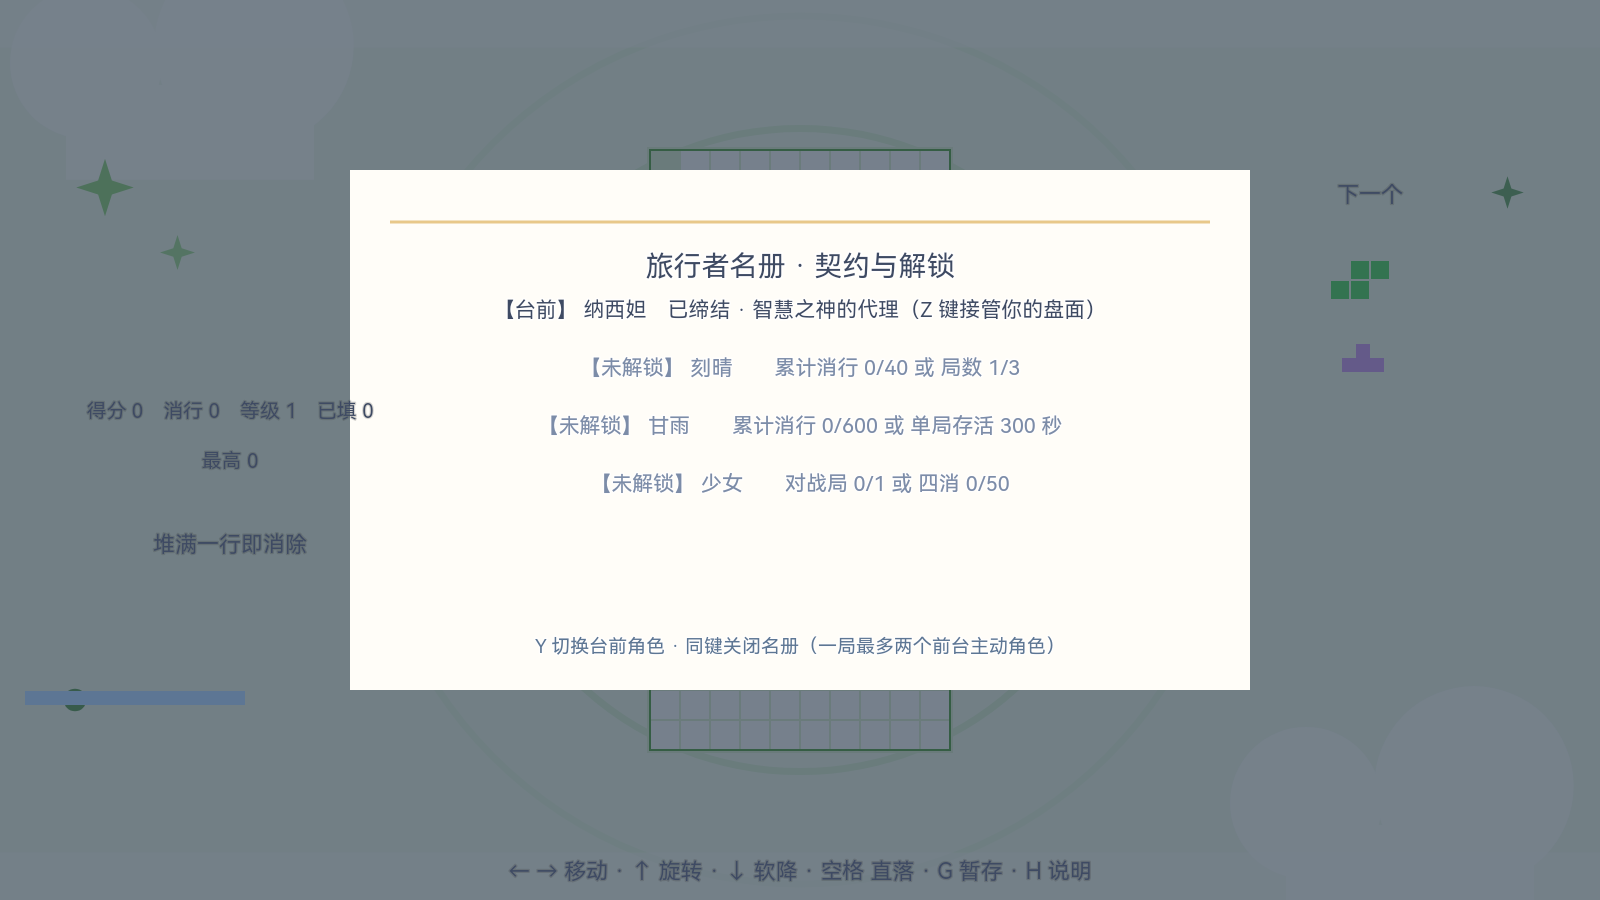 下一个
旅行者名册 · 契约与解锁
【台前】 纳西妲 已缔结 · 智慧之神的代理（Z 键接管你的盘面）
【未解锁】 刻晴 累计消行 0/40 或 局数 1/3
得分 0 消行 0 等级 1 已填 0
【未解锁】 甘雨 累计消行 0/600 或 单局存活 300 秒
最高 0
【未解锁】 少女 对战局 0/1 或 四消 0/50
堆满一行即消除
Y 切换台前角色 · 同键关闭名册（一局最多两个前台主动角色）
← → 移动 · ↑ 旋转 · ↓ 软降 · 空格 直落 · G 暂存 · H 说明